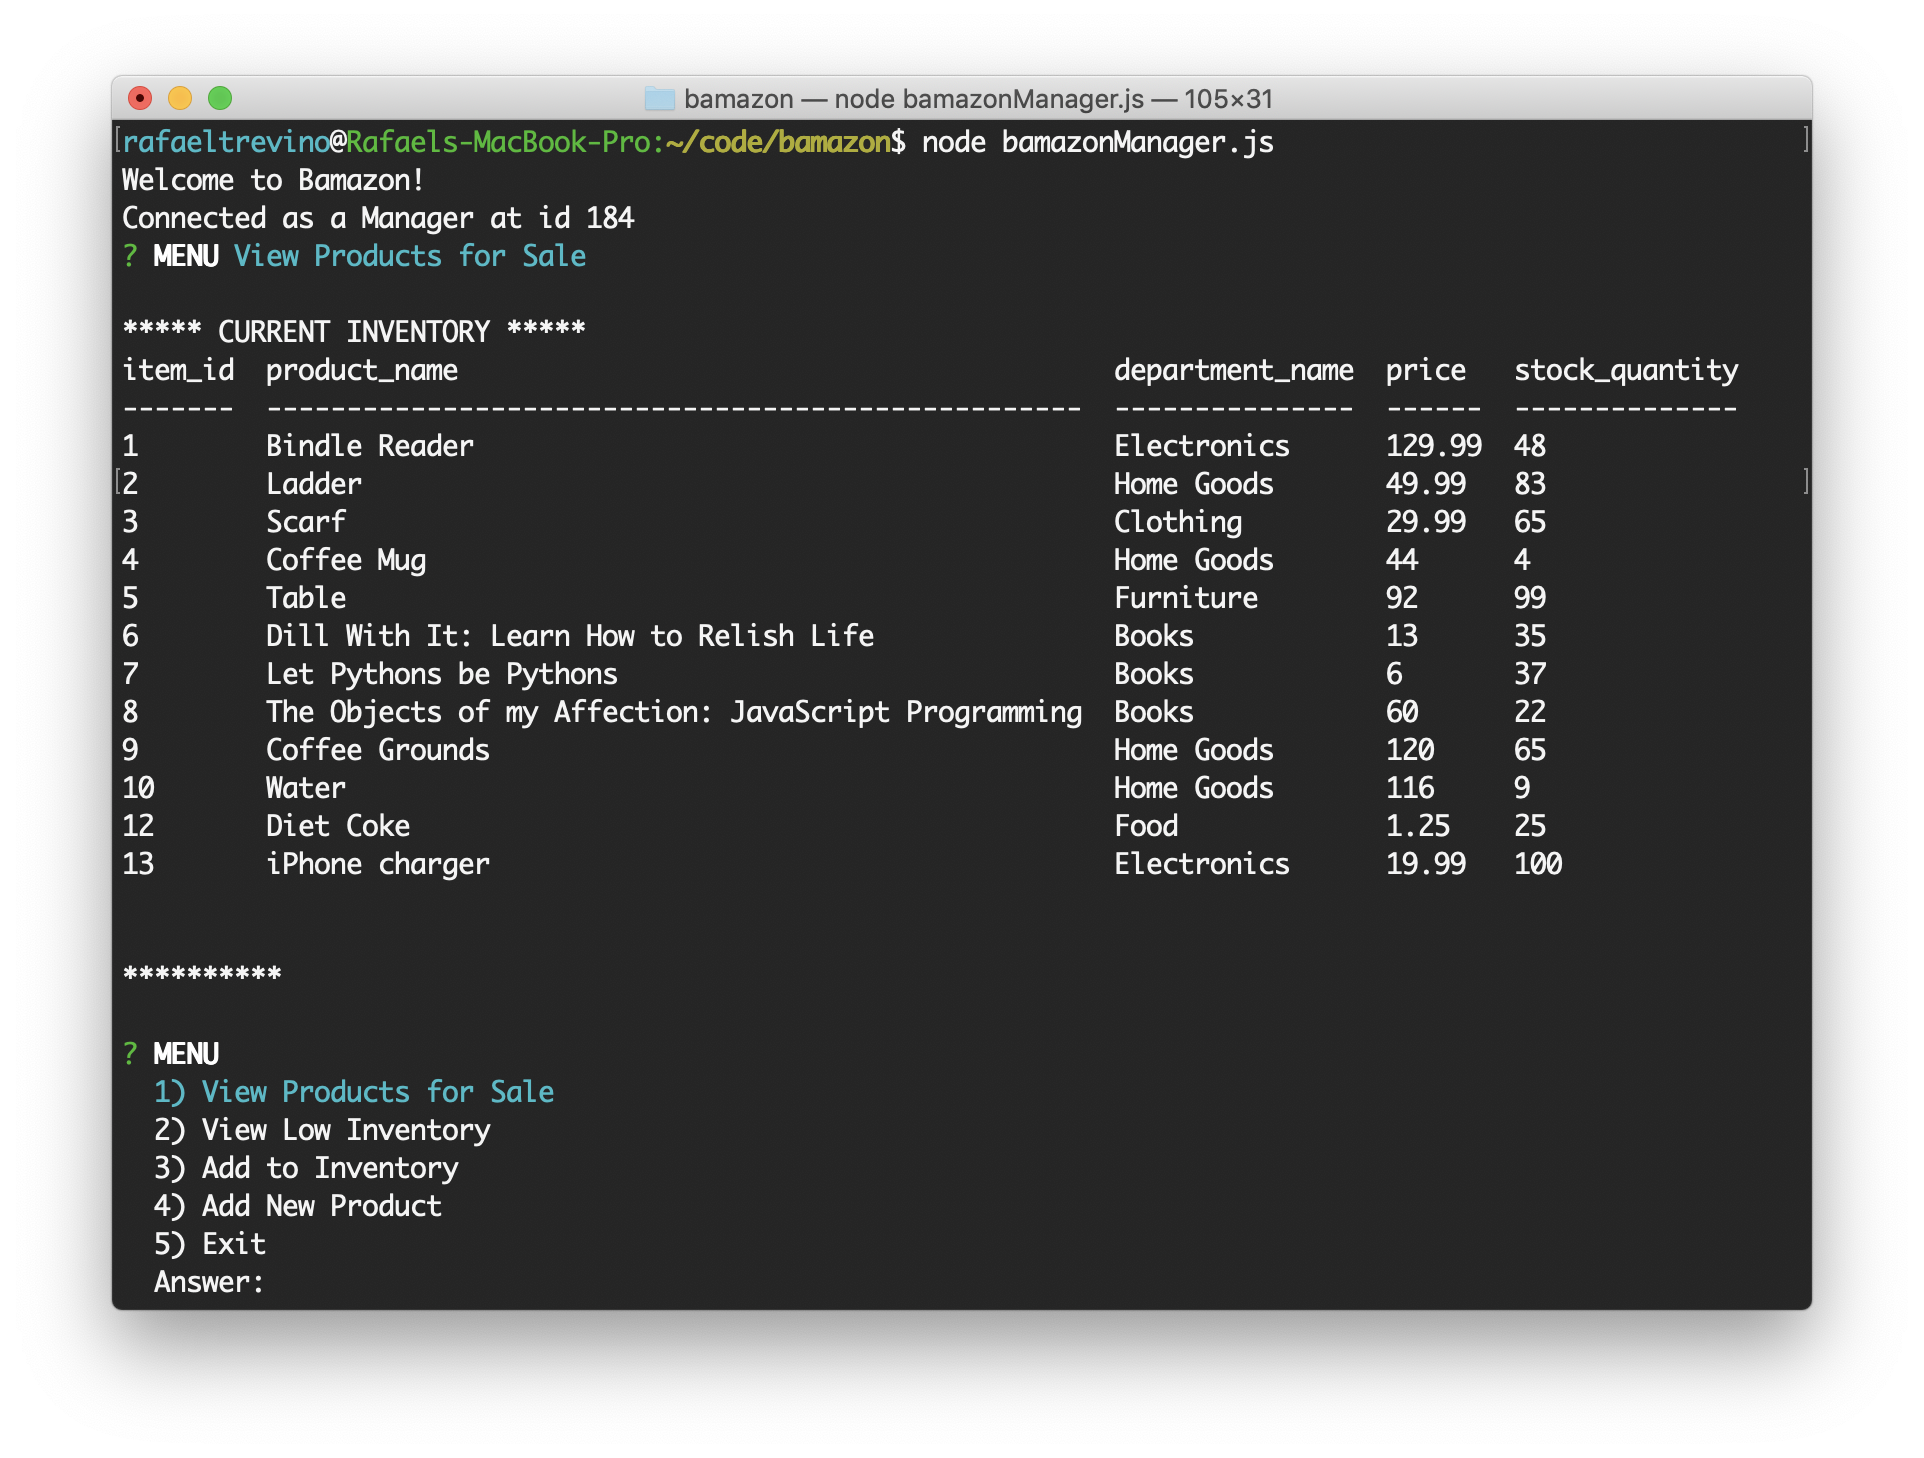 bamazon — node bamazonManager.js — 105×31
rafaeltrevino@Rafaels-MacBook-Pro:~/code/bamazon$ node bamazonManager.js
Welcome to Bamazon!
Connected as a Manager at id 184
? MENU View Products for Sale
***** CURRENT INVENTORY *****
item_id  product_name                                         department_name  price   stock_quantity
-------  ---------------------------------------------------  ---------------  ------  --------------
1        Bindle Reader                                        Electronics      129.99  48
2        Ladder                                               Home Goods       49.99   83
3        Scarf                                                Clothing         29.99   65
4        Coffee Mug                                           Home Goods       44      4
5        Table                                                Furniture        92      99
6        Dill With It: Learn How to Relish Life               Books            13      35
7        Let Pythons be Pythons                               Books            6       37
8        The Objects of my Affection: JavaScript Programming  Books            60      22
9        Coffee Grounds                                       Home Goods       120     65
10       Water                                                Home Goods       116     9
12       Diet Coke                                            Food             1.25    25
13       iPhone charger                                       Electronics      19.99   100
**********
? MENU
  1) View Products for Sale
  2) View Low Inventory
  3) Add to Inventory
  4) Add New Product
  5) Exit
  Answer: